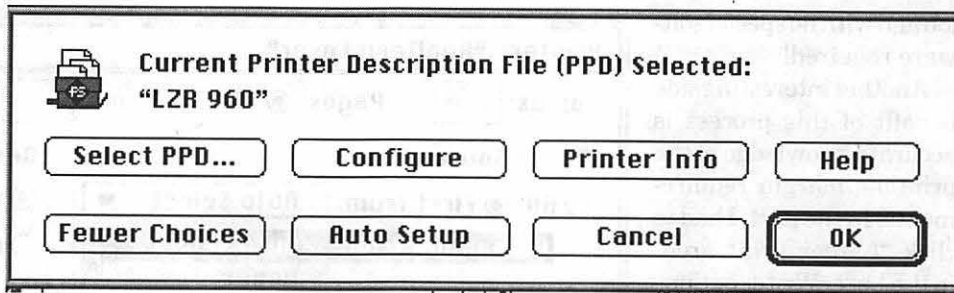 Current Printer Description File (PPD) Selected:
“LZR 960”
Select PPD... Configure Printer Info Help
Fewer Choices Auto Setup Cancel OK